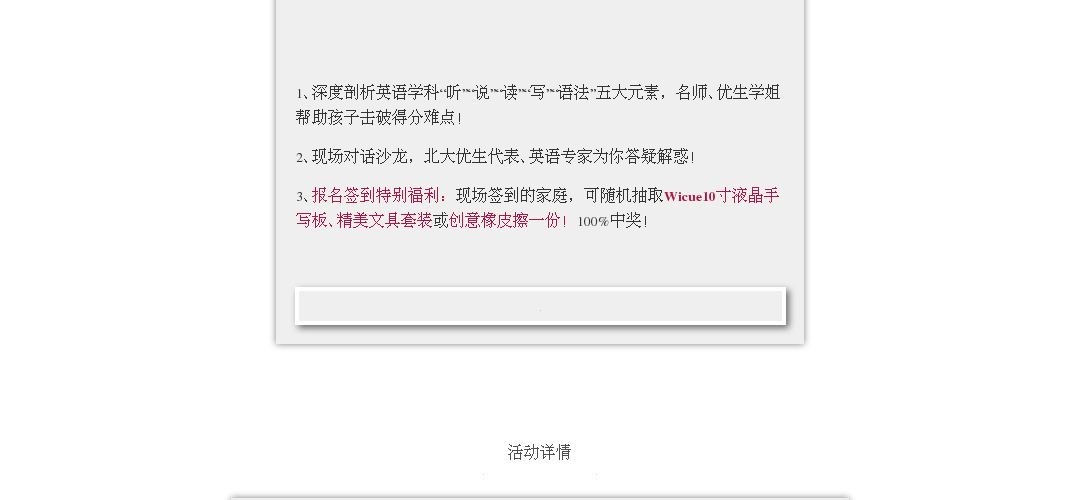 1、深度剖析英语学科“听”“说”“读”“写”“语法”五大元素，名师、优生学姐
帮助孩子击破得分难点！
2、现场对话沙龙，北大优生代表、英语专家为你答疑解惑！
3、报名签到特别福利：现场签到的家庭，可随机抽取Wicue10寸液晶手
写板、精美文具套装或创意橡皮擦一份！100%中奖！
活动详情